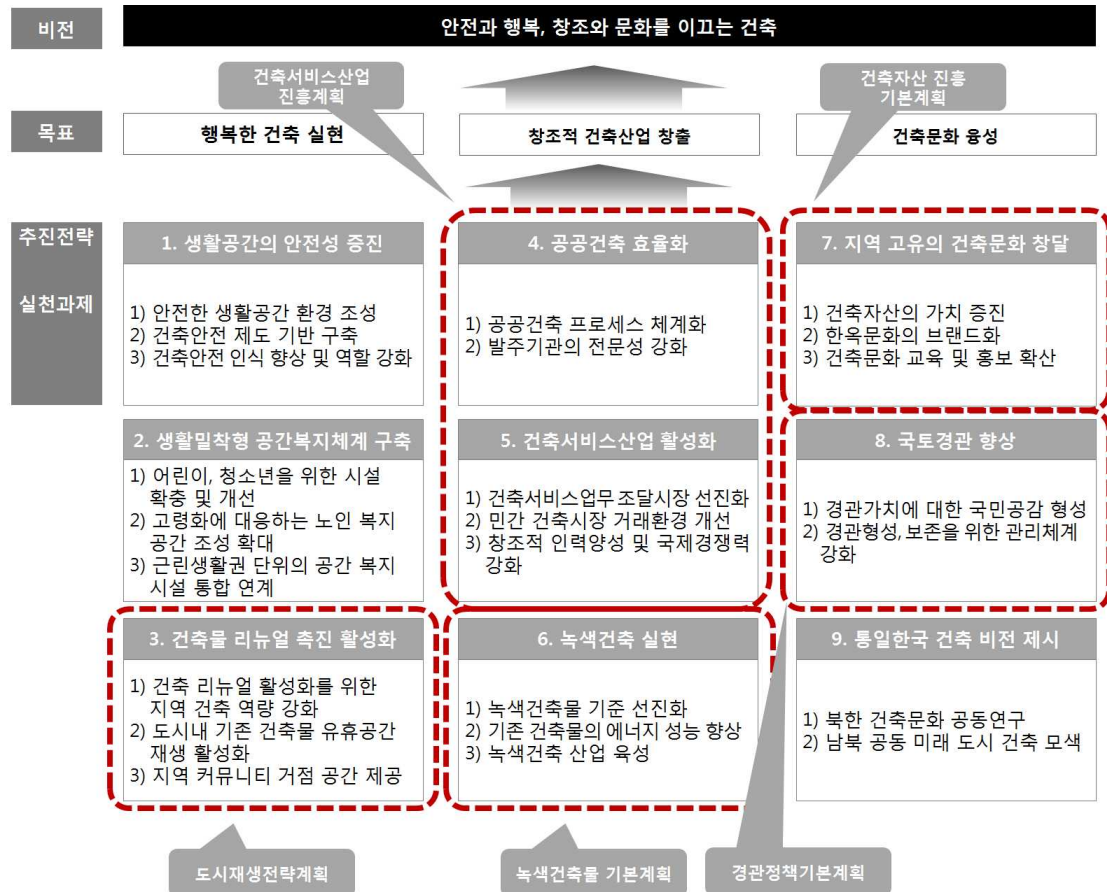 비전
안전과 행복, 창조와 문화를 이끄는 건축
건축서비스산업
진흥계획
건축자산 진흥
기본계획
목표
행복한 건축 실현
창조적 건축산업 창출
건축문화 융성
추진전략
실천과제
1. 생활공간의 안전성 증진
1) 안전한 생활공간 환경 조성
2) 건축안전 제도 기반 구축
3) 건축안전 인식 향상 및 역할 강화
4. 공공건축 효율화
1) 공공건축 프로세스 체계화
2) 발주기관의 전문성 강화
7. 지역 고유의 건축문화 창달
1) 건축자산의 가치 증진
2) 한옥문화의 브랜드화
3) 건축문화 교육 및 홍보 확산
2. 생활밀착형 공간복지체계 구축
1) 어린이, 청소년을 위한 시설
확충 및 개선
2) 고령화에 대응하는 노인 복지
공간 조성 확대
3) 근린생활권 단위의 공간 복지
시설 통합 연계
5. 건축서비스산업 활성화
1) 건축서비스업무 조달시장 선진화
2) 민간 건축시장 거래환경 개선
3) 창조적 인력양성 및 국제경쟁력
강화
8. 국토경관 향상
1) 경관가치에 대한 국민공감 형성
2) 경관형성, 보존을 위한 관리체계
강화
3. 건축물 리뉴얼 촉진 활성화
1) 건축 리뉴얼 활성화를 위한
지역 건축 역량 강화
2) 도시내 기존 건축물 유휴공간
재생 활성화
3) 지역 커뮤니티 거점 공간 제공
6. 녹색건축 실현
1) 녹색건축물 기준 선진화
2) 기존 건축물의 에너지 성능 향상
3) 녹색건축 산업 육성
9. 통일한국 건축 비전 제시
1) 북한 건축문화 공동연구
2) 남북 공동 미래 도시 건축 모색
도시재생전략계획
녹색건축물 기본계획
경관정책기본계획